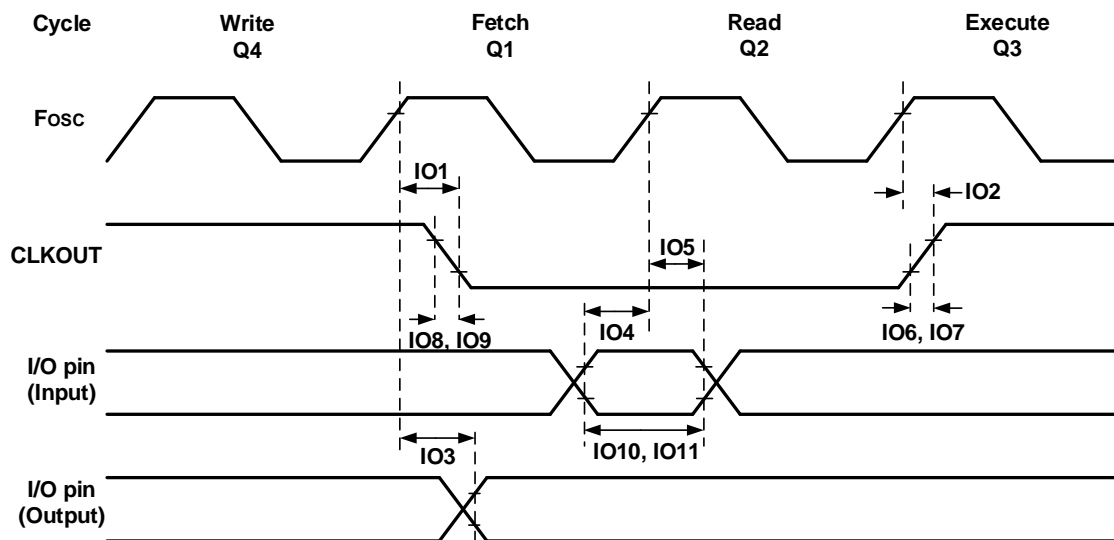 Cycle Write Fetch Read Execute
Q4 Q1 Q2 Q3
Fosc
IO1
IO2
CLKOUT
IO5
IO4
IO8, IO9
IO6, IO7
I/O pin
(Input)
IO10, IO11
IO3
I/O pin
(Output)